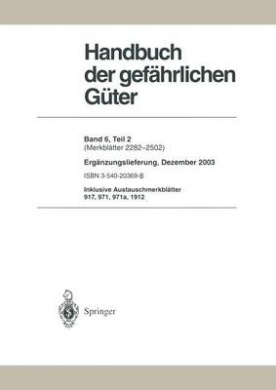 Handbuch
der gefährlichen
Güter
Band 6, Teil 2
(Merkblätter 2282–2502)
Ergänzungslieferung, Dezember 2003
ISBN 3-540-20369-8
Inklusive Austauschmerkblätter
917, 971, 971a, 1912
Springer